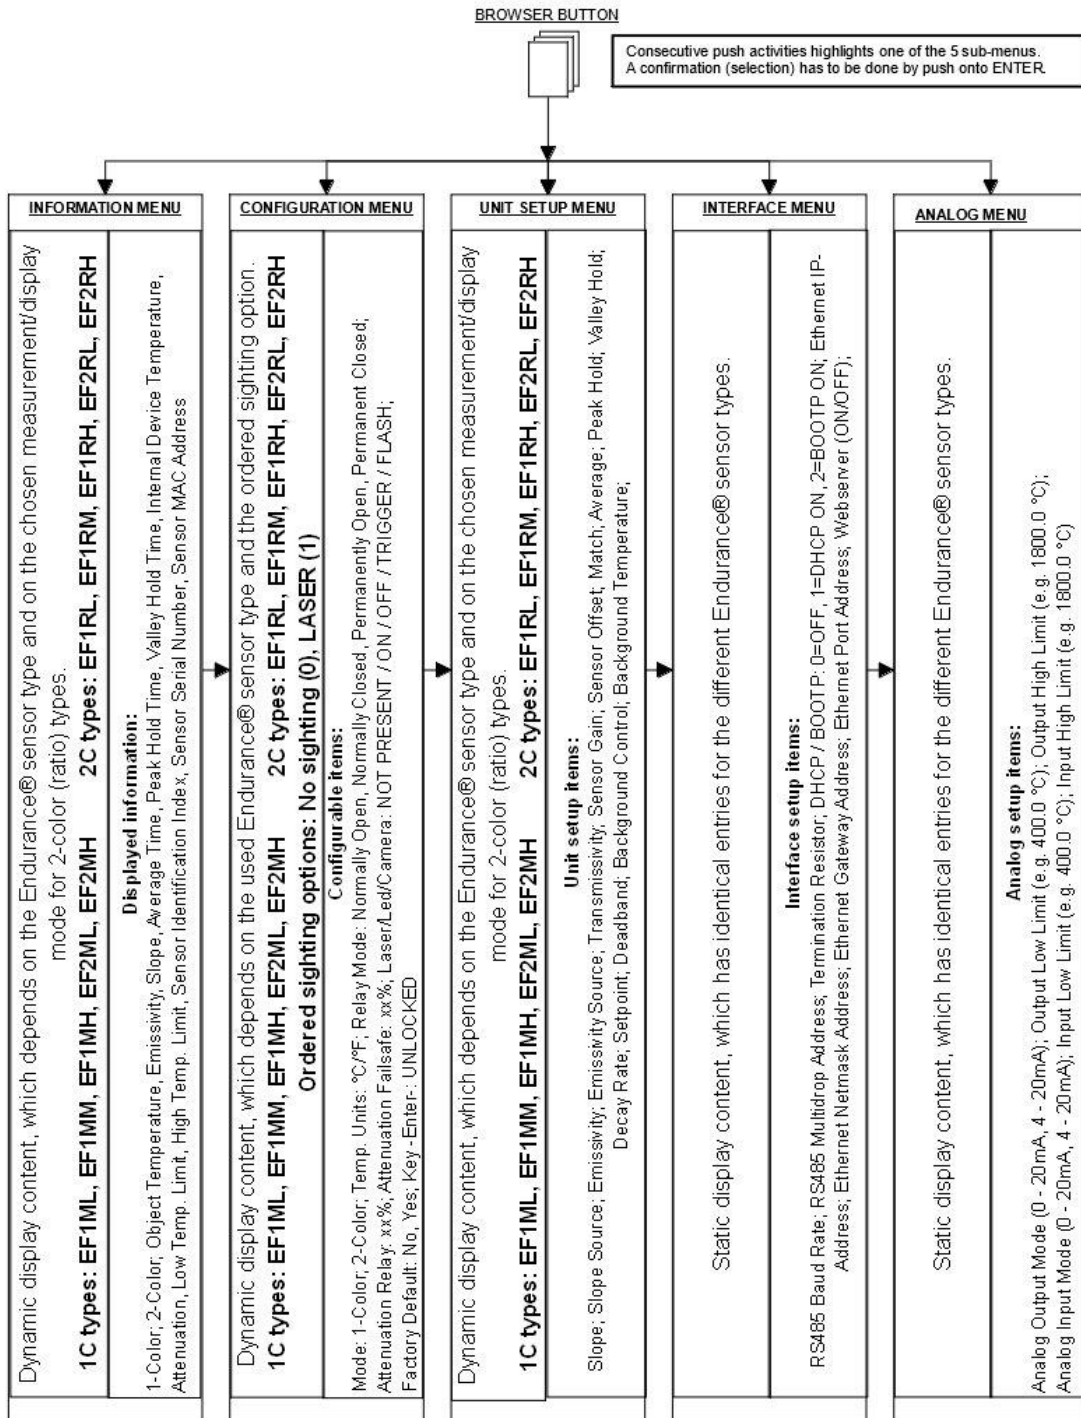 BROWSER BUTTON
Consecutive push activities highlights one of the 5 sub-menus.
A confirmation (selection) has to be done by push onto ENTER.
INFORMATION MENU
Dynamic display content, which depends on the Endurance® sensor type and on the chosen measurement/display
mode for 2-color (ratio) types.
1C types: EF1ML, EF1MM, EF1MH, EF2ML, EF2MH 2C types: EF1RL, EF1RM, EF1RH, EF2RL, EF2RH
Displayed information:
1-Color; 2-Color; Object Temperature, Emissivity, Slope, Average Time, Peak Hold Time, Valley Hold Time, Internal Device Temperature,
Attenuation, Low Temp. Limit, High Temp. Limit, Sensor Identification Index, Sensor Serial Number, Sensor MAC Address
CONFIGURATION MENU
Dynamic display content, which depends on the used Endurance® sensor type and the ordered sighting option.
1C types: EF1ML, EF1MM, EF1MH, EF2ML, EF2MH 2C types: EF1RL, EF1RM, EF1RH, EF2RL, EF2RH
Ordered sighting options: No sighting (0), LASER (1)
Configurable items:
Mode: 1-Color; 2-Color; Temp. Units: °C/°F; Relay Mode: Normally Open, Normally Closed, Permanently Open, Permanent Closed;
Attenuation Relay: xx%; Attenuation Failsafe: xx%; Laser/Led/Camera: NOT PRESENT / ON / OFF / TRIGGER / FLASH;
Factory Default: No, Yes; Key -Enter-: UNLOCKED
UNIT SETUP MENU
Dynamic display content, which depends on the Endurance® sensor type and on the chosen measurement/display
mode for 2-color (ratio) types.
1C types: EF1ML, EF1MM, EF1MH, EF2ML, EF2MH 2C types: EF1RL, EF1RM, EF1RH, EF2RL, EF2RH
Unit setup items:
Slope; Slope Source; Emissivity; Emissivity Source; Transmissivity; Sensor Gain; Sensor Offset, Match; Average; Peak Hold; Valley Hold;
Decay Rate; Setpoint; Deadband; Background Control; Background Temperature;
INTERFACE MENU
Static display content, which has identical entries for the different Endurance® sensor types.
Interface setup items:
RS485 Baud Rate; RS485 Multidrop Address; Termination Resistor; DHCP / BOOTP: 0=OFF, 1=DHCP ON, 2=BOOTP ON; Ethernet IP-
Address; Ethernet Netmask Address; Ethernet Gateway Address; Ethernet Port Address; Webserver (ON/OFF);
ANALOG MENU
Static display content, which has identical entries for the different Endurance® sensor types.
Analog setup items:
Analog Output Mode (0 - 20mA, 4 - 20mA); Output Low Limit (e.g. 400.0 °C); Output High Limit (e.g. 1800.0 °C);
Analog Input Mode (0 - 20mA, 4 - 20mA); Input Low Limit (e.g. 400.0 °C); Input High Limit (e.g. 1800.0 °C)